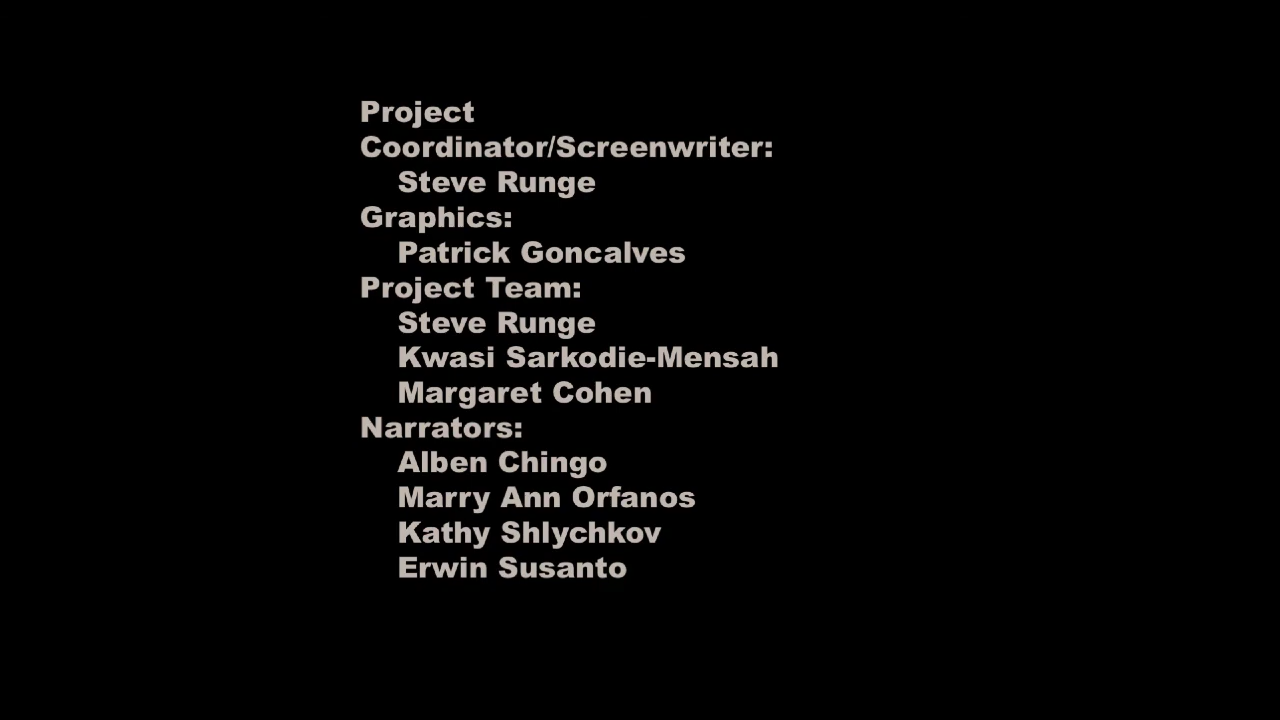 Project
Coordinator/Screenwriter:
Steve Runge
Graphics:
Patrick Goncalves
Project Team:
Steve Runge
Kwasi Sarkodie-Mensah
Margaret Cohen
Narrators:
Alben Chingo
Marry Ann Orfanos
Kathy Shlychkov
Erwin Susanto